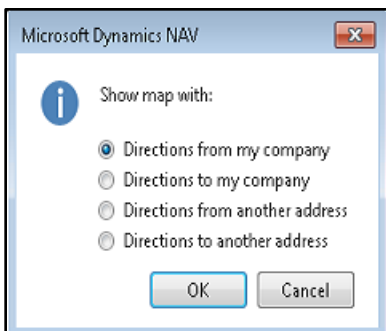 Microsoft Dynamics NAV
Show map with:
Directions from my company
Directions to my company
Directions from another address
Directions to another address
OK Cancel